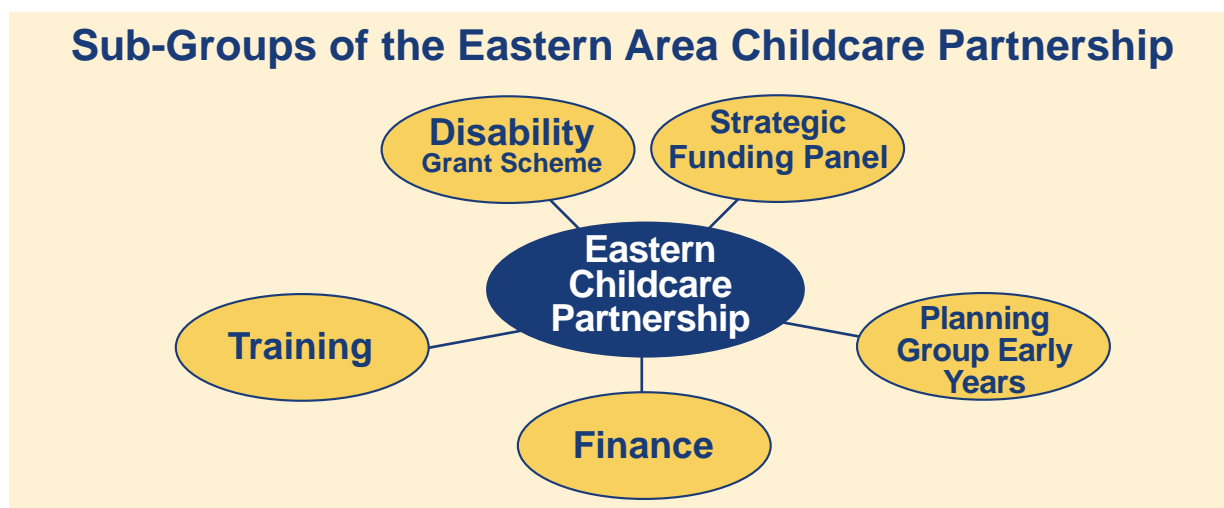 Sub-Groups of the Eastern Area Childcare Partnership
Disability
Grant Scheme
Strategic
Funding Panel
Eastern
Childcare
Partnership
Training
Planning
Group Early
Years
Finance